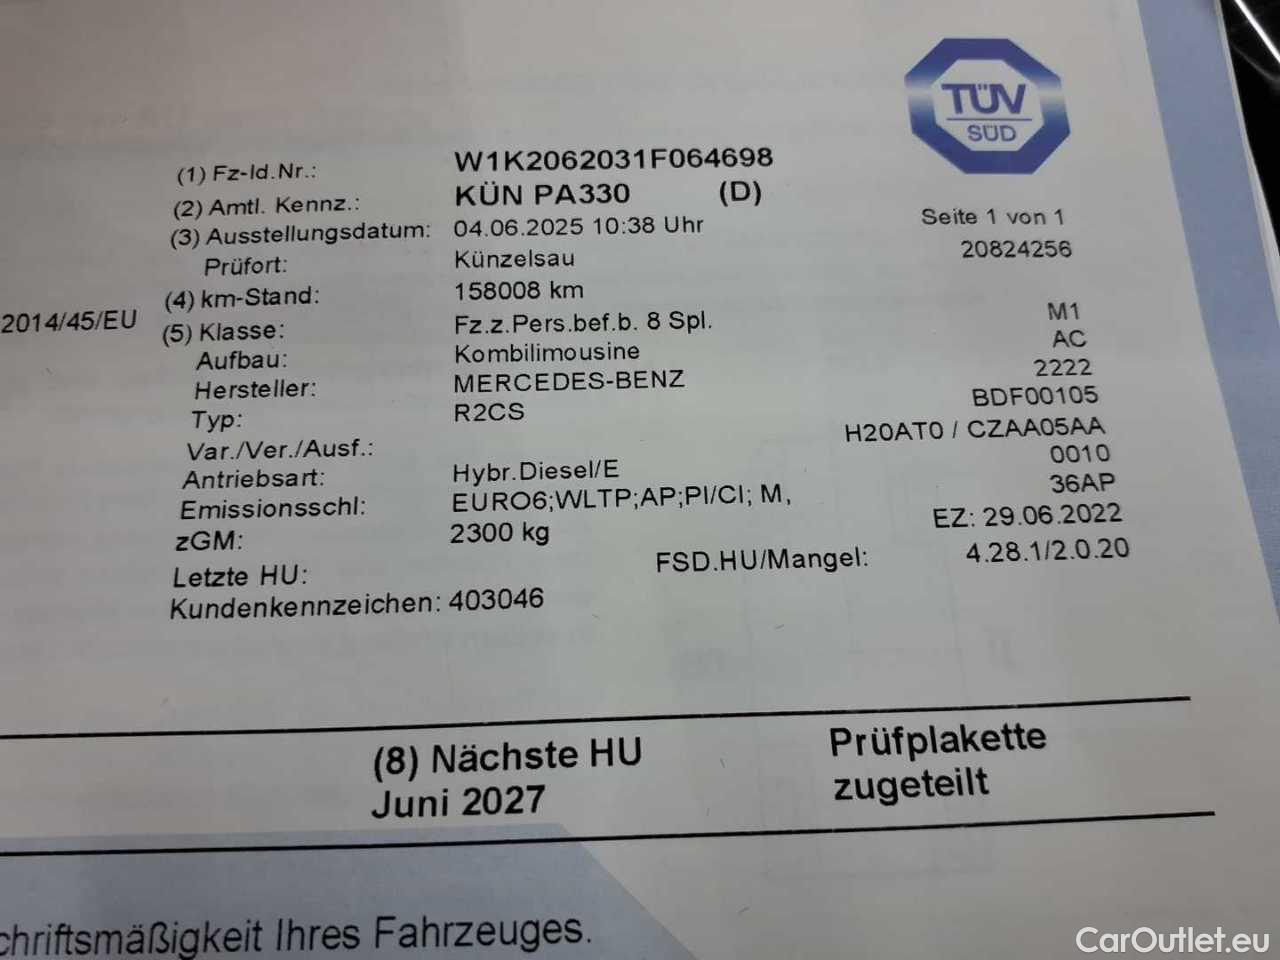 TÜV
SÜD
(1) Fz-Id.Nr.: W1K2062031F064698
(2) Amtl. Kennz.: KÜN PA330 (D)
(3) Ausstellungsdatum: 04.06.2025 10:38 Uhr Seite 1 von 1
Prüfort: Künzelsau 20824256
2014/45/EU (4) km-Stand: 158008 km
(5) Klasse: Fz.z.Pers.bef.b. 8 Spl. M1
Aufbau: Kombilimousine AC
Hersteller: MERCEDES-BENZ 2222
Typ: R2CS BDF00105
Var./Ver./Ausf.: H20AT0 / CZAA05AA
Antriebsart: Hybr.Diesel/E 0010
Emissionsschl: EURO6;WLTP;AP;PI/CI; M, 36AP
zGM: 2300 kg EZ: 29.06.2022
Letzte HU: FSD.HU/Mangel: 4.28.1/2.0.20
Kundenkennzeichen: 403046
(8) Nächste HU Prüfplakette
Juni 2027 zugeteilt
chriftsmäßigkeit Ihres Fahrzeuges.
CarOutlet.eu